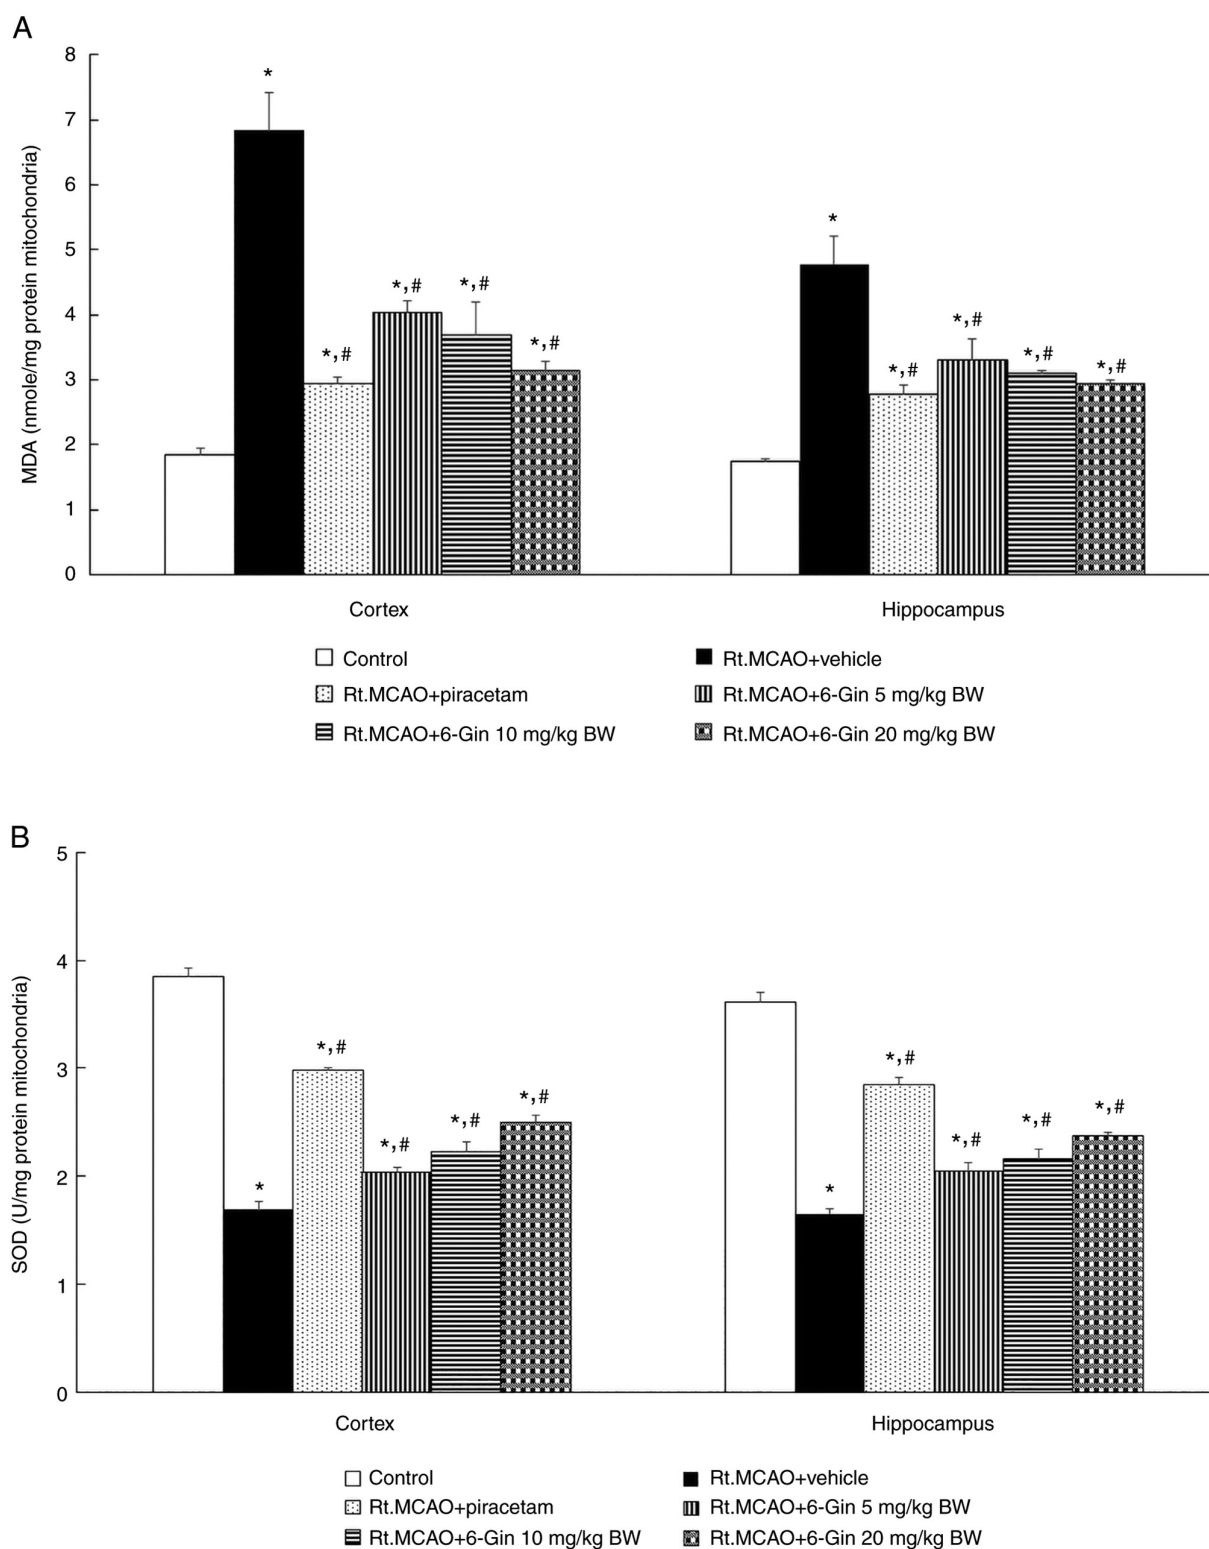 A
8
7
6
5
4
3
2
1
0
MDA (nmole/mg protein mitochondria)
*
*,#
*,#
*,#
*,#
*
*,#
*,#
*,#
*,#
Cortex Hippocampus
Control Rt.MCAO+vehicle
Rt.MCAO+piracetam Rt.MCAO+6-Gin 5 mg/kg BW
Rt.MCAO+6-Gin 10 mg/kg BW Rt.MCAO+6-Gin 20 mg/kg BW
B
5
4
3
2
1
0
SOD (U/mg protein mitochondria)
*
*,#
*,#
*,#
*,#
*
*,#
*,#
*,#
*,#
Cortex Hippocampus
Control Rt.MCAO+vehicle
Rt.MCAO+piracetam Rt.MCAO+6-Gin 5 mg/kg BW
Rt.MCAO+6-Gin 10 mg/kg BW Rt.MCAO+6-Gin 20 mg/kg BW